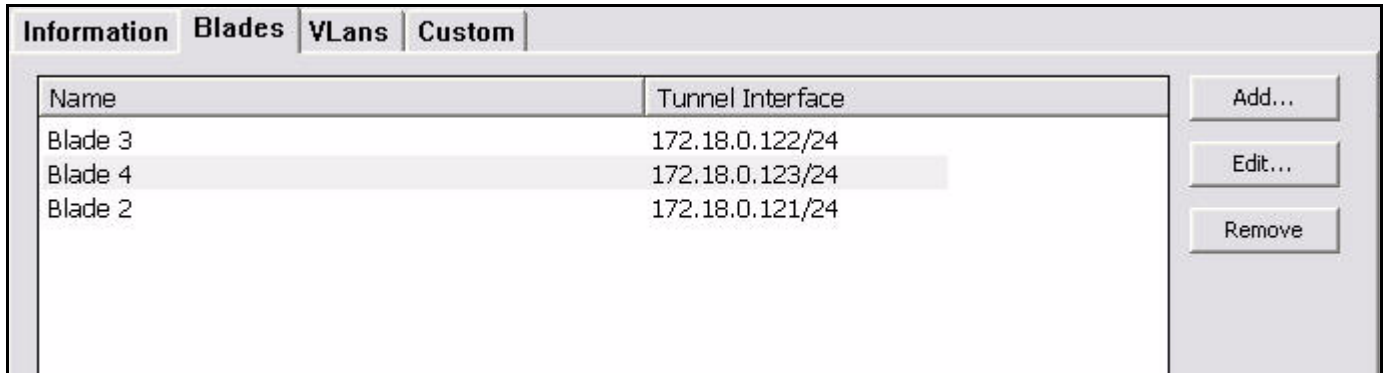 Information Blades VLans Custom
Name Tunnel Interface
Blade 3 172.18.0.122/24
Blade 4 172.18.0.123/24
Blade 2 172.18.0.121/24
Add...
Edit...
Remove